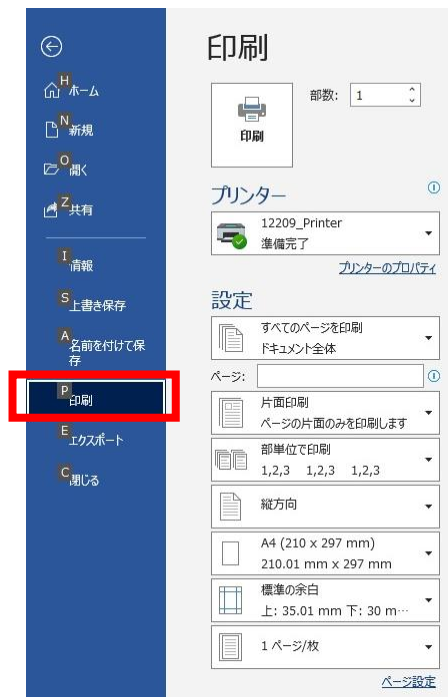 H
ホーム
N
新規
O
開く
Z
共有
I
情報
S
上書き保存
A
名前を付けて保
存
P
印刷
E
エクスポート
C
閉じる
印刷
部数: 1
印刷
プリンター
12209_Printer
準備完了
プリンターのプロパティ
設定
すべてのページを印刷
ドキュメント全体
ページ:
片面印刷
ページの片面のみを印刷します
部単位で印刷
1,2,3 1,2,3 1,2,3
縦方向
A4 (210 x 297 mm)
210.01 mm x 297 mm
標準の余白
上: 35.01 mm 下: 30 m…
1 ページ/枚
ページ設定